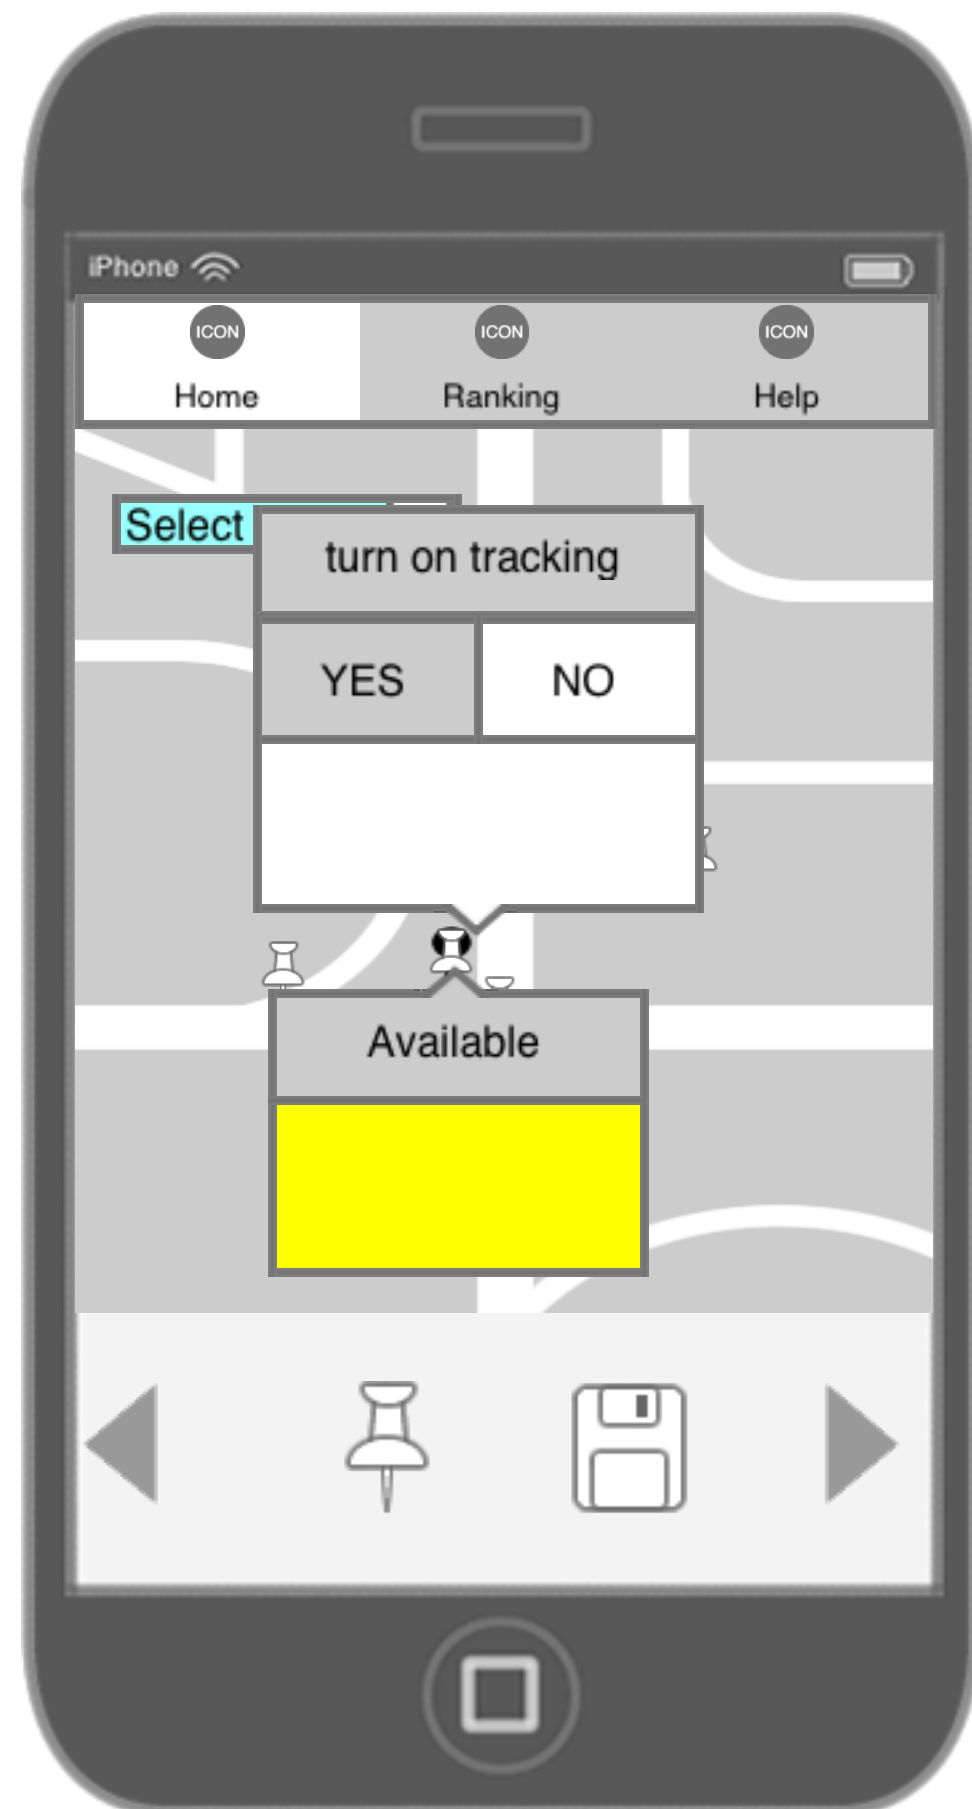 iPhone
ICON ICON ICON
Home Ranking Help
Select
turn on tracking
YES NO
Available